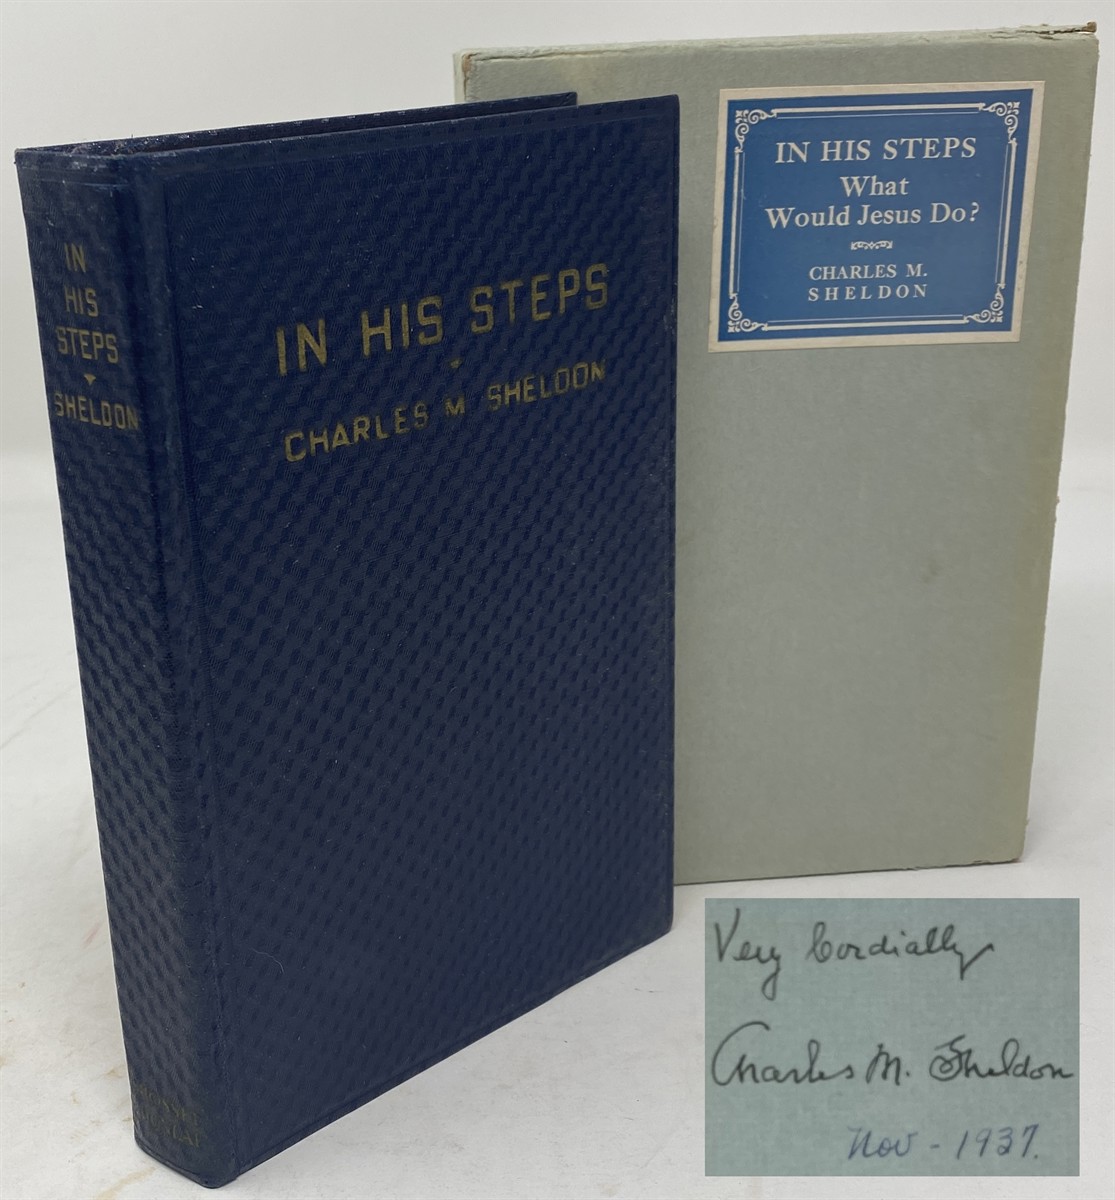 IN
HIS
STEPS
SHELDON
IN HIS STEPS
CHARLES M SHELDON
IN HIS STEPS
What
Would Jesus Do?
CHARLES M.
SHELDON
Very Cordially
Charles M. Sheldon
Nov - 1937.